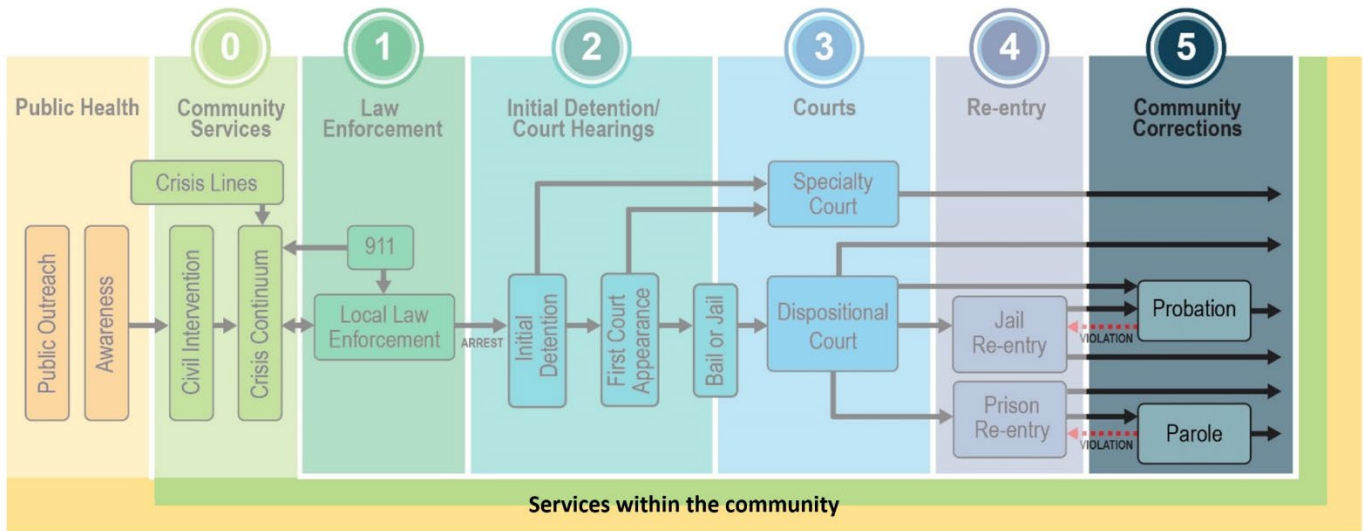 0
1
2
3
4
5
Public Health
Community
Services
Law
Enforcement
Initial Detention/
Court Hearings
Courts
Re-entry
Community
Corrections
Crisis Lines
Public Outreach
Awareness
Civil Intervention
Crisis Continuum
911
Local Law
Enforcement
ARREST
Initial
Detention
First Court
Appearance
Bail or Jail
Specialty
Court
Dispositional
Court
Jail
Re-entry
Prison
Re-entry
VIOLATION
Probation
VIOLATION
Parole
Services within the community